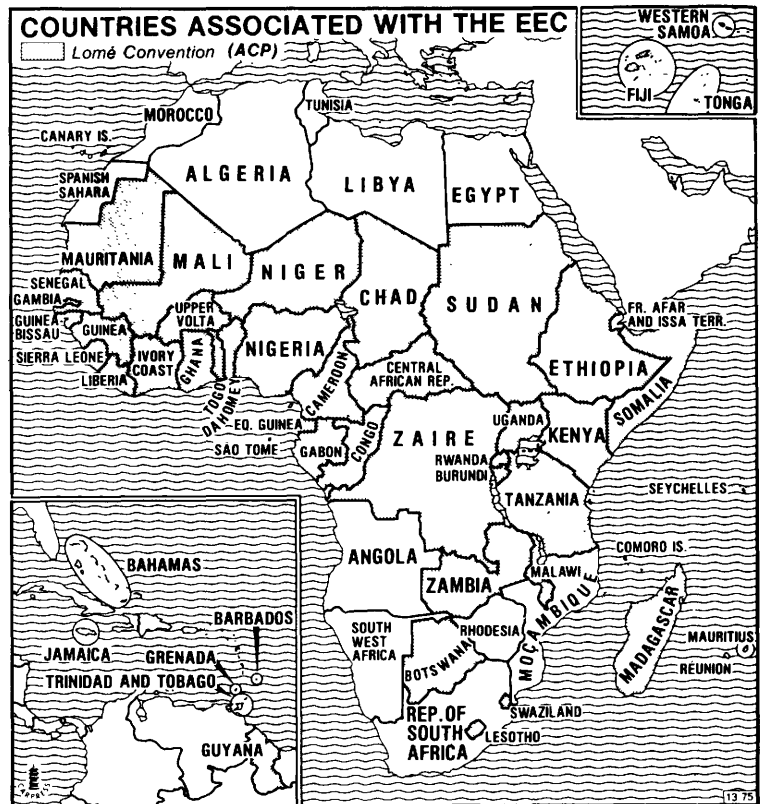 COUNTRIES ASSOCIATED WITH THE EEC
Lomé Convention (ACP)
WESTERN
SAMOA
FIJI
TONGA
MOROCCO
TUNISIA
CANARY IS.
ALGERIA
LIBYA
EGYPT
SPANISH
SAHARA
MAURITANIA
MALI
NIGER
CHAD
SUDAN
SENEGAL
GAMBIA
GUINEA
BISSAU
GUINEA
UPPER
VOLTA
FR. AFAR
AND ISSA TERR.
SIERRA LEONE
LIBERIA
IVORY
COAST
GHANA
TOGO
DAHOMEY
NIGERIA
CAMEROON
CENTRAL
AFRICAN REP.
ETHIOPIA
SOMALIA
EQ. GUINEA
SÃO TOME
GABON
CONGO
ZAIRE
UGANDA
KENYA
RWANDA
BURUNDI
TANZANIA
SEYCHELLES
COMORO IS.
ANGOLA
ZAMBIA
MALAWI
MOÇAMBIQUE
MADAGASCAR
MAURITIUS
RÉUNION
SOUTH
WEST
AFRICA
BOTSWANA
RHODESIA
SWAZILAND
LESOTHO
REP. OF
SOUTH
AFRICA
BAHAMAS
BARBADOS
JAMAICA
GRENADA
TRINIDAD AND TOBAGO
GUYANA
CARPRESS
13 75